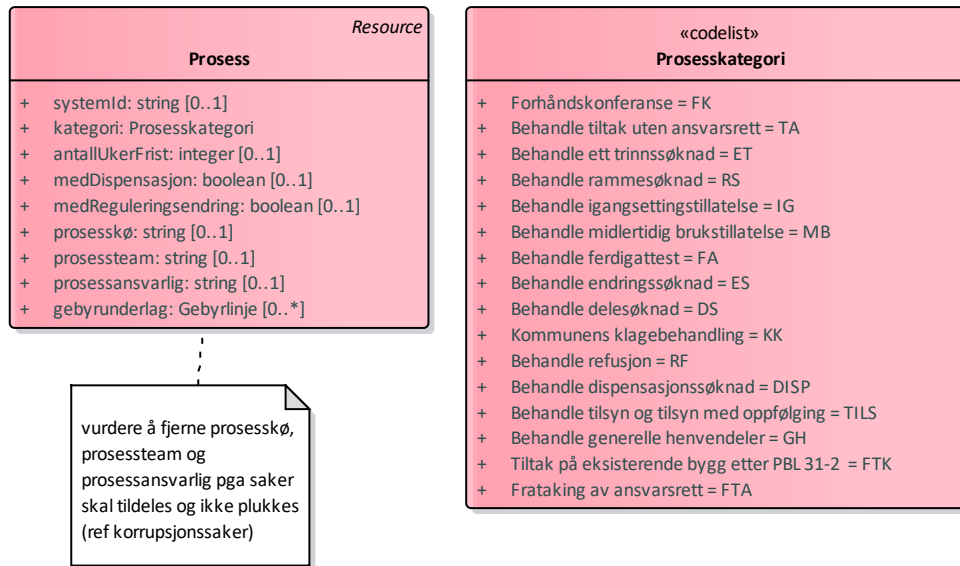 Resource
Prosess
+ systemId: string [0..1]
+ kategori: Prosesskategori
+ antallUkerFrist: integer [0..1]
+ medDispensasjon: boolean [0..1]
+ medReguleringsendring: boolean [0..1]
+ prosesskø: string [0..1]
+ prosessteam: string [0..1]
+ prosessansvarlig: string [0..1]
+ gebyrunderlag: Gebyrlinje [0..*]
vurdere å fjerne prosesskø,
prosessteam og
prosessansvarlig pga saker
skal tildeles og ikke plukkes
(ref korrupsjonssaker)
«codelist»
Prosesskategori
+ Forhåndskonferanse = FK
+ Behandle tiltak uten ansvarsrett = TA
+ Behandle ett trinnssøknad = ET
+ Behandle rammesøknad = RS
+ Behandle igangsettingstillatelse = IG
+ Behandle midlertidig brukstillatelse = MB
+ Behandle ferdigattest = FA
+ Behandle endringssøknad = ES
+ Behandle delesøknad = DS
+ Kommunens klagebehandling = KK
+ Behandle refusjon = RF
+ Behandle dispensasjonssøknad = DISP
+ Behandle tilsyn og tilsyn med oppfølging = TILS
+ Behandle generelle henvendeler = GH
+ Tiltak på eksisterende bygg etter PBL 31-2 = FTK
+ Frataking av ansvarsrett = FTA